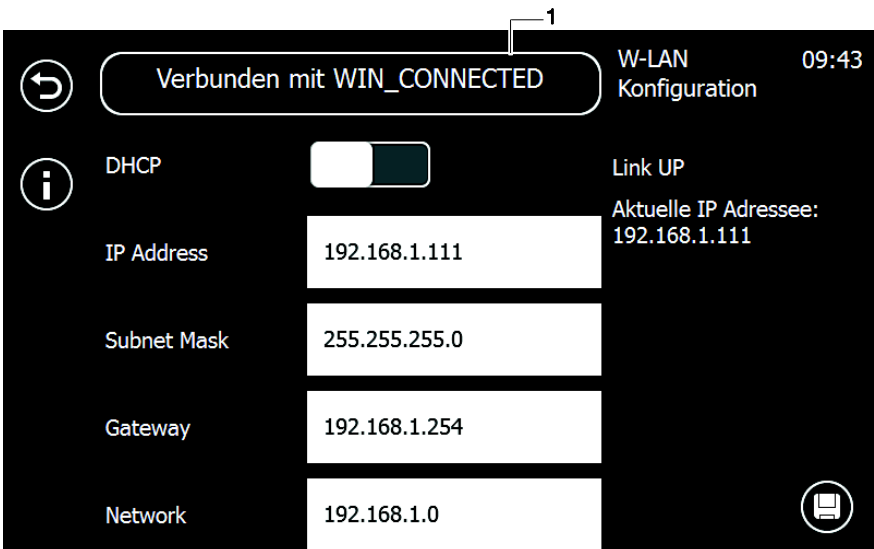 1
Verbunden mit WIN_CONNECTED
W-LAN
Konfiguration
09:43
DHCP
Link UP
Aktuelle IP Adressee:
192.168.1.111
IP Address
192.168.1.111
Subnet Mask
255.255.255.0
Gateway
192.168.1.254
Network
192.168.1.0